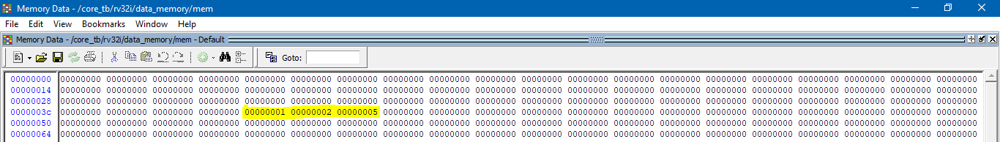 Memory Data - /core_tb/rv32i/data_memory/mem
File Edit View Bookmarks Window Help
Memory Data - /core_tb/rv32i/data_memory/mem - Default
Goto:
00000000 00000000 00000000 00000000 00000000 00000000 00000000 00000000 00000000 00000000 00000000 00000000 00000000 00000000 00000000 00000000 00000000 00000000 00000000 00000000 00000000
00000014 00000000 00000000 00000000 00000000 00000000 00000000 00000000 00000000 00000000 00000000 00000000 00000000 00000000 00000000 00000000 00000000 00000000 00000000 00000000 00000000
00000028 00000000 00000000 00000000 00000000 00000000 00000000 00000000 00000000 00000000 00000000 00000000 00000000 00000000 00000000 00000000 00000000 00000000 00000000 00000000 00000000
0000003c 00000000 00000000 00000000 00000000 00000001 00000002 00000005 00000000 00000000 00000000 00000000 00000000 00000000 00000000 00000000 00000000 00000000 00000000 00000000 00000000
00000050 00000000 00000000 00000000 00000000 00000000 00000000 00000000 00000000 00000000 00000000 00000000 00000000 00000000 00000000 00000000 00000000 00000000 00000000 00000000 00000000
00000064 00000000 00000000 00000000 00000000 00000000 00000000 00000000 00000000 00000000 00000000 00000000 00000000 00000000 00000000 00000000 00000000 00000000 00000000 00000000 00000000